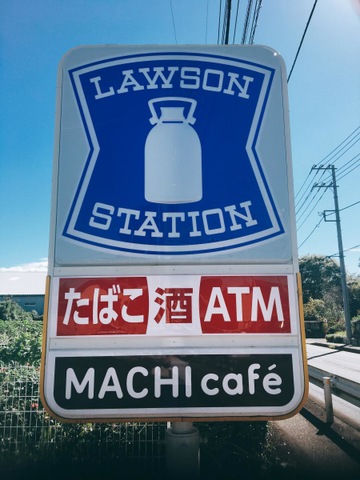 LAWSON
STATION
たばこ 酒 ATM
MACHI café